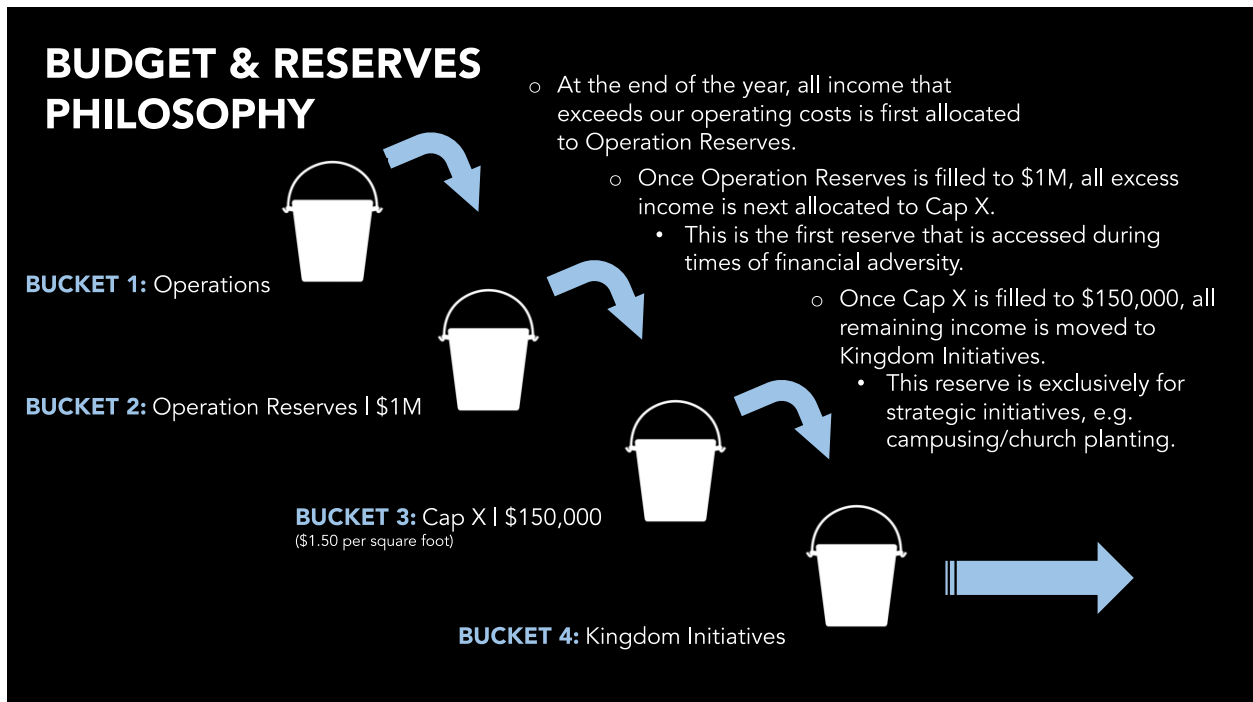 BUDGET & RESERVES
PHILOSOPHY
○ At the end of the year, all income that
exceeds our operating costs is first allocated
to Operation Reserves.
○ Once Operation Reserves is filled to $1M, all excess
income is next allocated to Cap X.
• This is the first reserve that is accessed during
times of financial adversity.
○ Once Cap X is filled to $150,000, all
remaining income is moved to
Kingdom Initiatives.
• This reserve is exclusively for
strategic initiatives, e.g.
campusing/church planting.
BUCKET 1: Operations
BUCKET 2: Operation Reserves l $1M
BUCKET 3: Cap X l $150,000
($1.50 per square foot)
BUCKET 4: Kingdom Initiatives